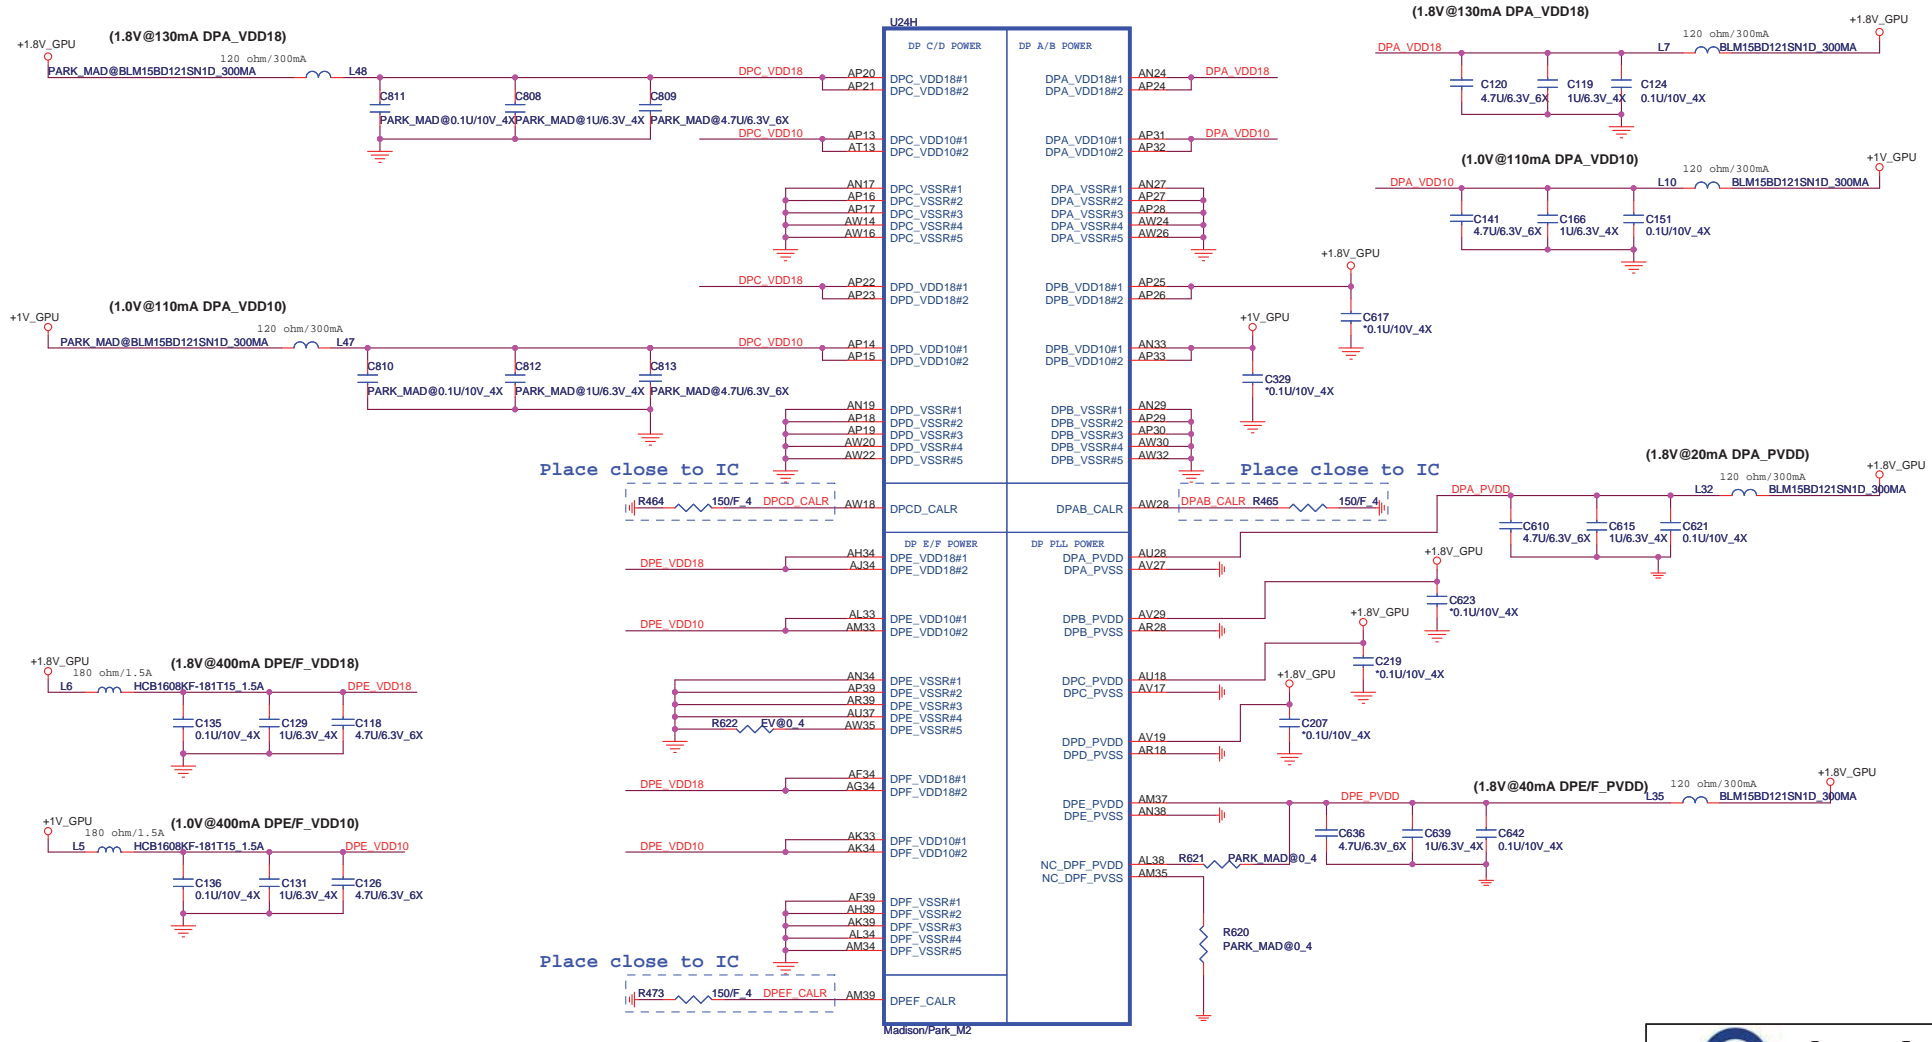 U24H
DP C/D POWER
DP A/B POWER
(1.8V@130mA DPA_VDD18)
+1.8V_GPU
120 ohm/300mA
PARK_MAD@BLM15BD121SN1D_300MA
L48
DPC_VDD18
C811
PARK_MAD@0.1U/10V_4X
C808
PARK_MAD@1U/6.3V_4X
C809
PARK_MAD@4.7U/6.3V_6X
DPC_VDD10
AP20 DPC_VDD18#1
AP21 DPC_VDD18#2
AP13 DPC_VDD10#1
AT13 DPC_VDD10#2
AN17 DPC_VSSR#1
AP16 DPC_VSSR#2
AP17 DPC_VSSR#3
AW14 DPC_VSSR#4
AW16 DPC_VSSR#5
DPC_VDD18
AP22 DPD_VDD18#1
AP23 DPD_VDD18#2
(1.0V@110mA DPA_VDD10)
+1V_GPU
120 ohm/300mA
PARK_MAD@BLM15BD121SN1D_300MA
L47
DPC_VDD10
C810
PARK_MAD@0.1U/10V_4X
C812
PARK_MAD@1U/6.3V_4X
C813
PARK_MAD@4.7U/6.3V_6X
AP14 DPD_VDD10#1
AP15 DPD_VDD10#2
AN19 DPD_VSSR#1
AP18 DPD_VSSR#2
AP19 DPD_VSSR#3
AW20 DPD_VSSR#4
AW22 DPD_VSSR#5
Place close to IC
R464 150/F_4 DPCD_CALR
AW18 DPCD_CALR
DP E/F POWER
DPE_VDD18
AH34 DPE_VDD18#1
AJ34 DPE_VDD18#2
DPE_VDD10
AL33 DPE_VDD10#1
AM33 DPE_VDD10#2
(1.8V@400mA DPE/F_VDD18)
+1.8V_GPU
180 ohm/1.5A
L6
HCB1608KF-181T15_1.5A
DPE_VDD18
C135
0.1U/10V_4X
C129
1U/6.3V_4X
C118
4.7U/6.3V_6X
AN34 DPE_VSSR#1
AP39 DPE_VSSR#2
AR39 DPE_VSSR#3
AU37 DPE_VSSR#4
R622 EV@0_4
AW35 DPE_VSSR#5
DPE_VDD18
AF34 DPF_VDD18#1
AG34 DPF_VDD18#2
(1.0V@400mA DPE/F_VDD10)
+1V_GPU
180 ohm/1.5A
L5
HCB1608KF-181T15_1.5A
DPE_VDD10
C136
0.1U/10V_4X
C131
1U/6.3V_4X
C126
4.7U/6.3V_6X
DPE_VDD10
AK33 DPF_VDD10#1
AK34 DPF_VDD10#2
AF39 DPF_VSSR#1
AH39 DPF_VSSR#2
AK39 DPF_VSSR#3
AL34 DPF_VSSR#4
AM34 DPF_VSSR#5
Place close to IC
R473 150/F_4 DPEF_CALR
AM39 DPEF_CALR
Madison/Park_M2
DPA_VDD18#1 AN24 DPA_VDD18
DPA_VDD18#2 AP24
DPA_VDD10#1 AP31 DPA_VDD10
DPA_VDD10#2 AP32
DPA_VSSR#1 AN27
DPA_VSSR#2 AP27
DPA_VSSR#3 AP28
DPA_VSSR#4 AW24
DPA_VSSR#5 AW26
DPB_VDD18#1 AP25
DPB_VDD18#2 AP26
+1.8V_GPU
C617
*0.1U/10V_4X
DPB_VDD10#1 AN33
DPB_VDD10#2 AP33
+1V_GPU
C329
*0.1U/10V_4X
DPB_VSSR#1 AN29
DPB_VSSR#2 AP29
DPB_VSSR#3 AP30
DPB_VSSR#4 AW30
DPB_VSSR#5 AW32
Place close to IC
DPAB_CALR AW28
DPAB_CALR R465 150/F_4
DP PLL POWER
DPA_PVDD AU28
DPA_PVSS AV27
DPB_PVDD AV29
DPB_PVSS AR28
DPC_PVDD AU18
DPC_PVSS AV17
DPD_PVDD AV19
DPD_PVSS AR18
DPE_PVDD AM37
DPE_PVSS AN38
NC_DPF_PVDD AL38
NC_DPF_PVSS AM35
R621 PARK_MAD@0_4
R620
PARK_MAD@0_4
(1.8V@130mA DPA_VDD18)
+1.8V_GPU
120 ohm/300mA
DPA_VDD18
L7
BLM15BD121SN1D_300MA
C120
4.7U/6.3V_6X
C119
1U/6.3V_4X
C124
0.1U/10V_4X
(1.0V@110mA DPA_VDD10)
+1V_GPU
120 ohm/300mA
DPA_VDD10
L10
BLM15BD121SN1D_300MA
C141
4.7U/6.3V_6X
C166
1U/6.3V_4X
C151
0.1U/10V_4X
(1.8V@20mA DPA_PVDD)
+1.8V_GPU
120 ohm/300mA
DPA_PVDD
L32
BLM15BD121SN1D_300MA
C610
4.7U/6.3V_6X
C615
1U/6.3V_4X
C621
0.1U/10V_4X
+1.8V_GPU
C623
*0.1U/10V_4X
+1.8V_GPU
C219
*0.1U/10V_4X
+1.8V_GPU
C207
*0.1U/10V_4X
(1.8V@40mA DPE/F_PVDD)
+1.8V_GPU
120 ohm/300mA
DPE_PVDD
L35
BLM15BD121SN1D_300MA
C636
4.7U/6.3V_6X
C639
1U/6.3V_4X
C642
0.1U/10V_4X